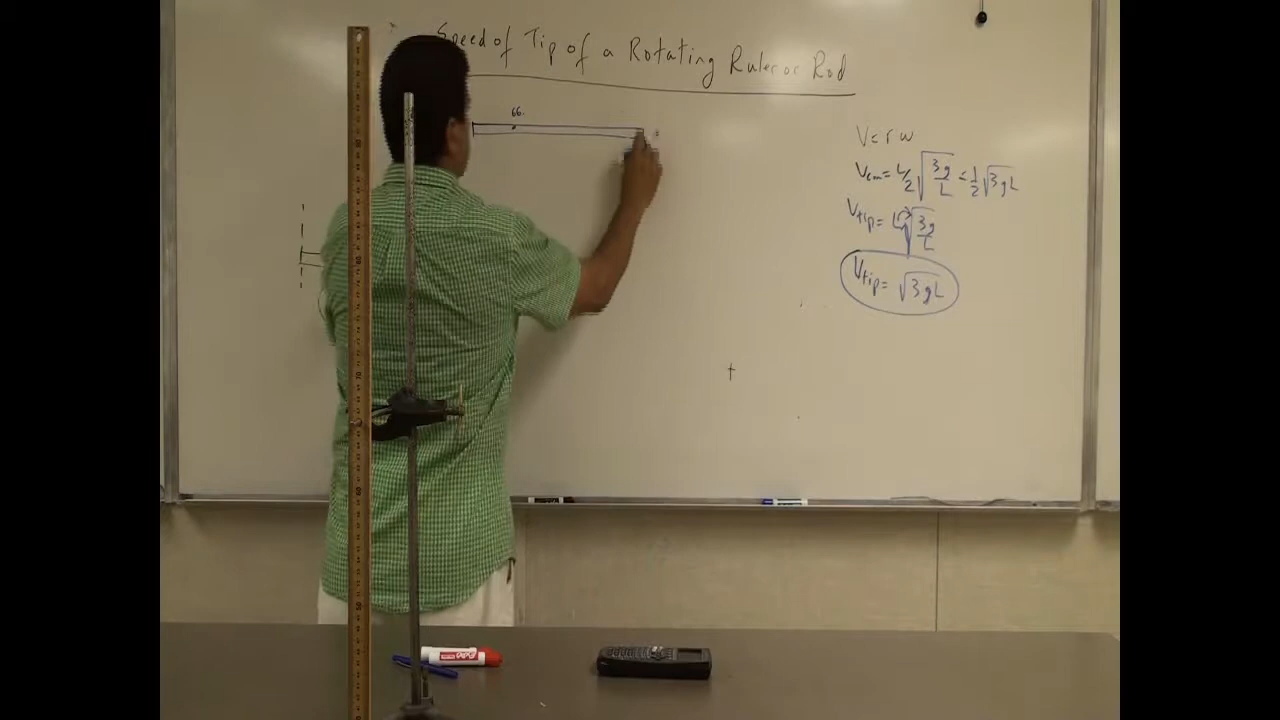 Speed of Tip of a Rotating Ruler or Rod
66.
V = r ω
Vcm = L/2 √(3g/L) = 1/2 √3gL
Vtip = L √(3g/L)
Vtip = √3gL